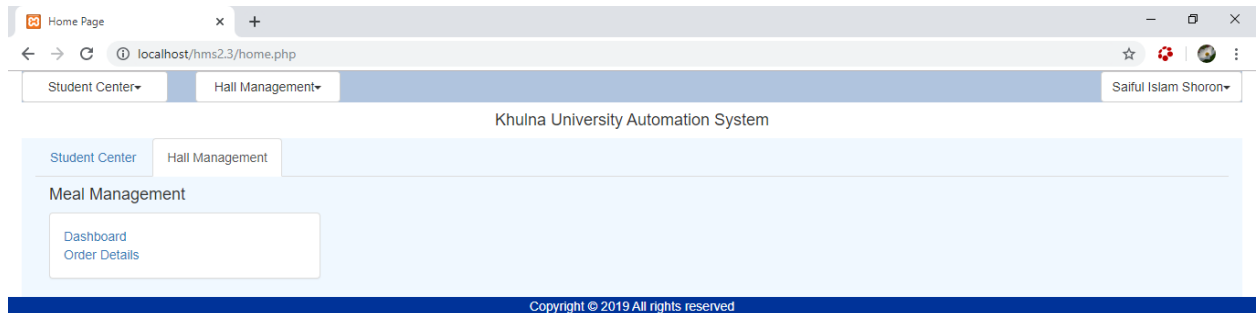 Home Page
localhost/hms2.3/home.php
Student Center Hall Management Saiful Islam Shoron
Khulna University Automation System
Student Center Hall Management
Meal Management
Dashboard
Order Details
Copyright © 2019 All rights reserved